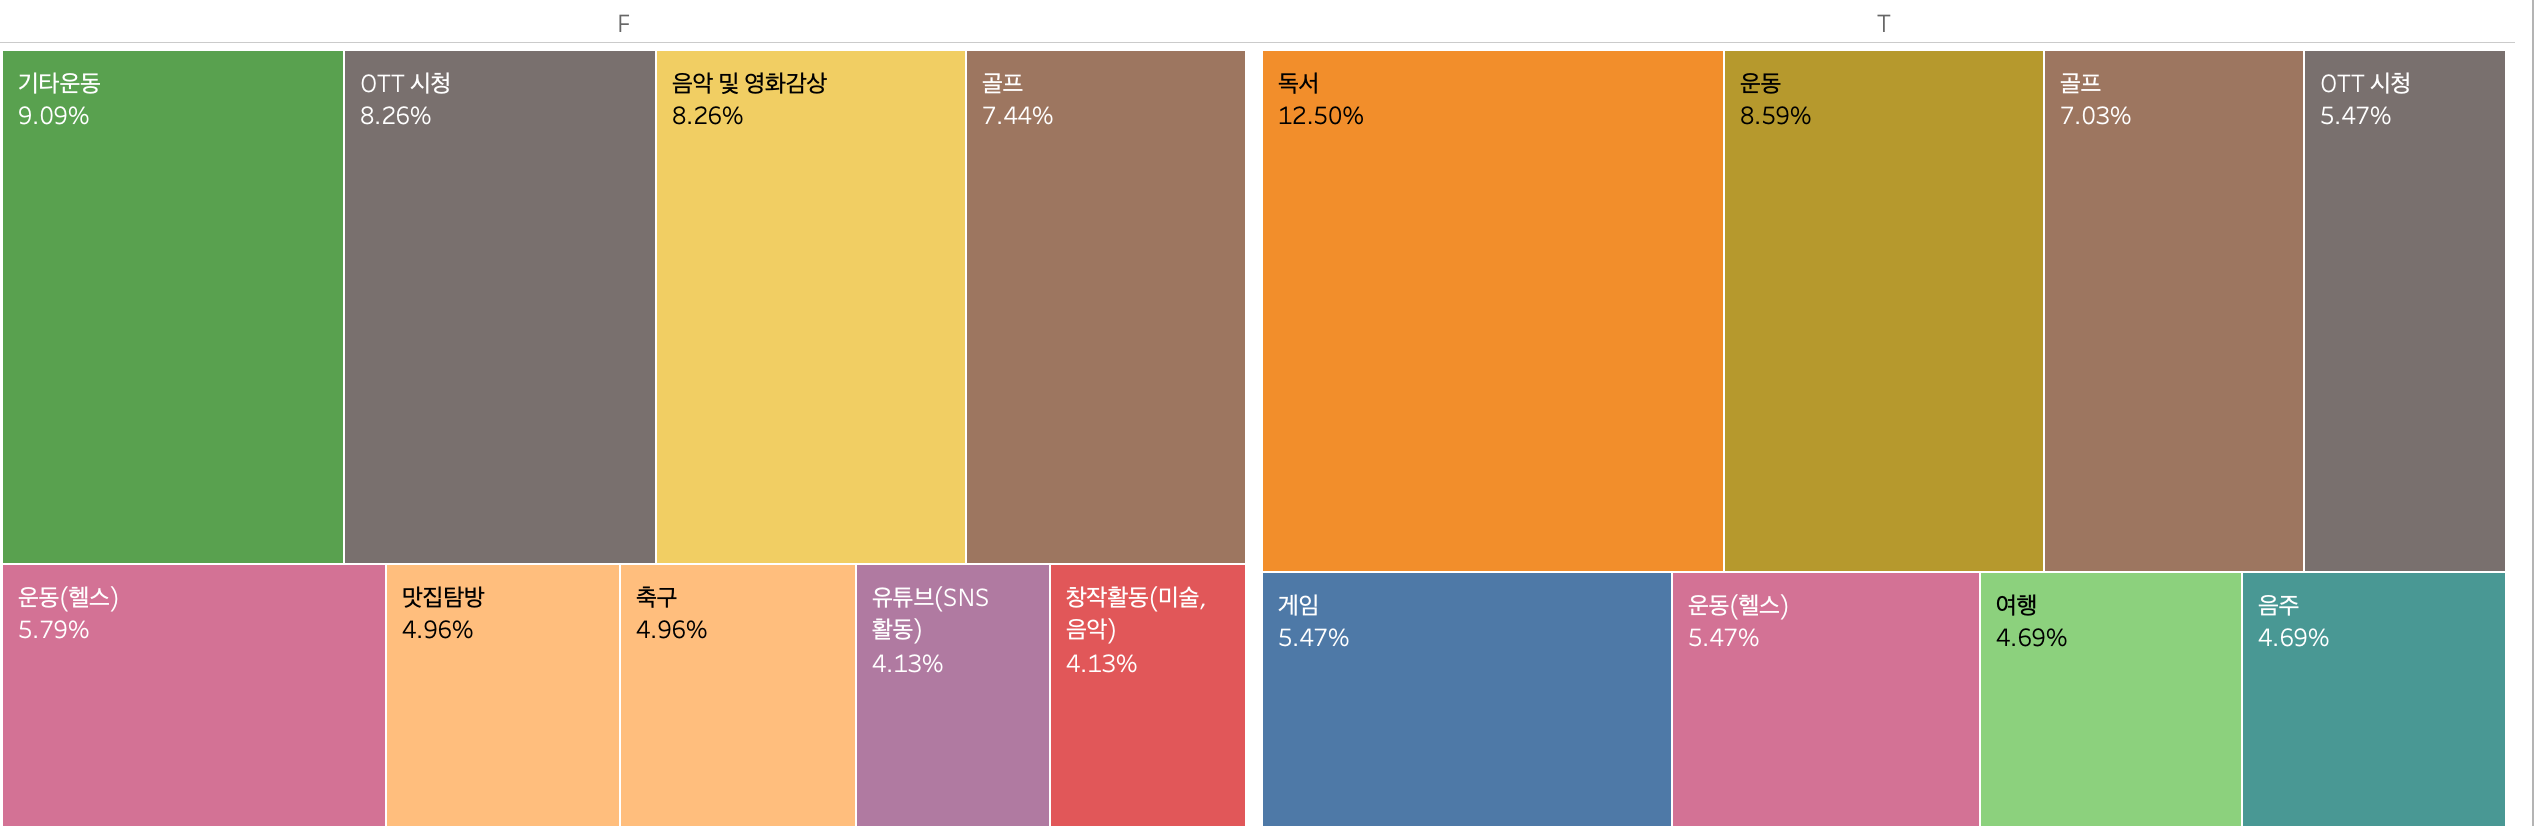 F
기타운동
9.09%
OTT 시청
8.26%
음악 및 영화감상
8.26%
골프
7.44%
운동(헬스)
5.79%
맛집탐방
4.96%
축구
4.96%
유튜브(SNS
활동)
4.13%
창작활동(미술,
음악)
4.13%
T
독서
12.50%
운동
8.59%
골프
7.03%
OTT 시청
5.47%
게임
5.47%
운동(헬스)
5.47%
여행
4.69%
음주
4.69%